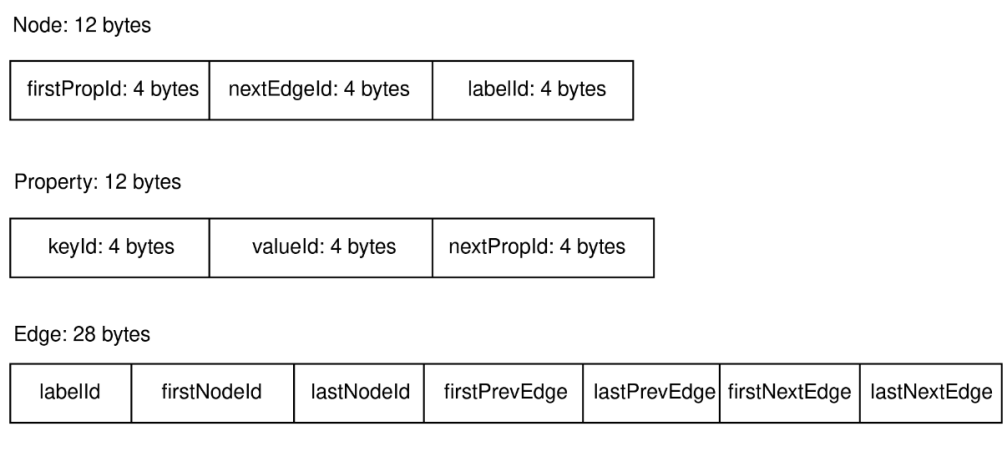 Node: 12 bytes
firstPropId: 4 bytes nextEdgeId: 4 bytes labelId: 4 bytes
Property: 12 bytes
keyId: 4 bytes valueId: 4 bytes nextPropId: 4 bytes
Edge: 28 bytes
labelId firstNodeId lastNodeId firstPrevEdge lastPrevEdge firstNextEdge lastNextEdge